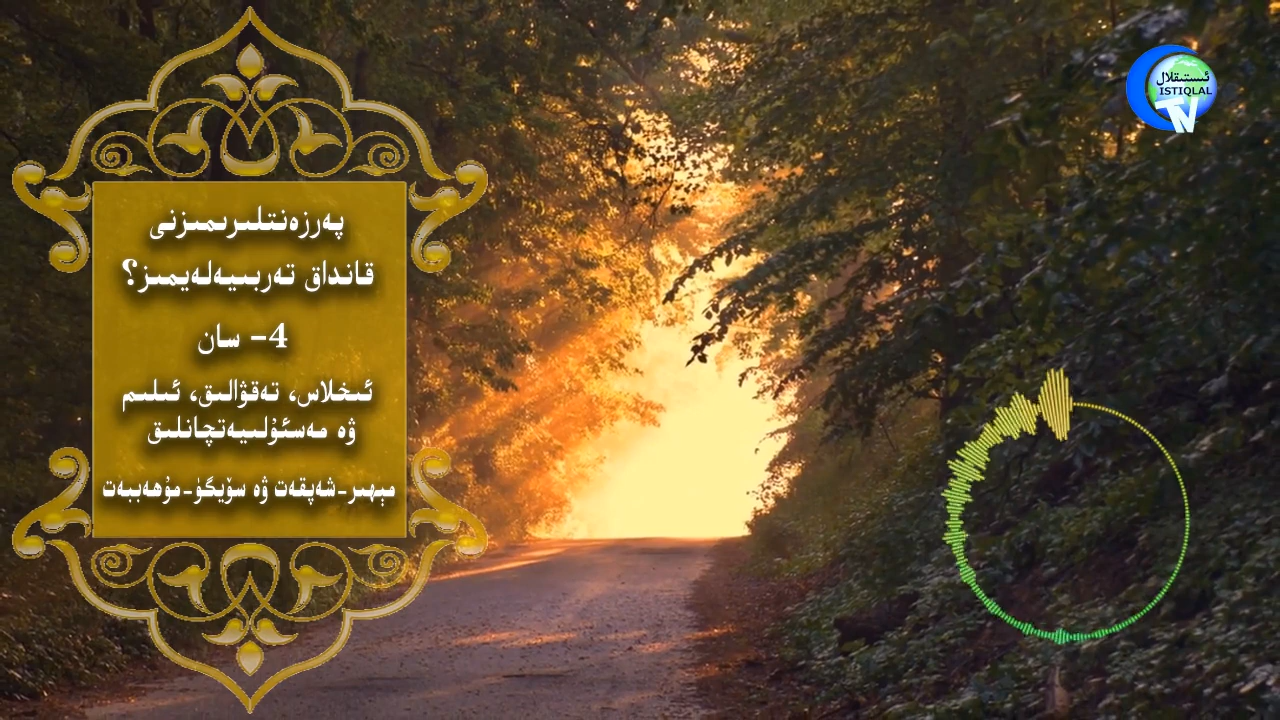 پەرزەنتلىرىمىزنى
قانداق تەربىيەلەيمىز؟
4- سان
ئىخلاس، تەقۋالىق، ئىلىم
ۋە مەسئۇلىيەتچانلىق
مېھىر-شەپقەت ۋە سۆيگۈ-مۇھەببەت
ئىستىقلال
ISTIQLAL
TV